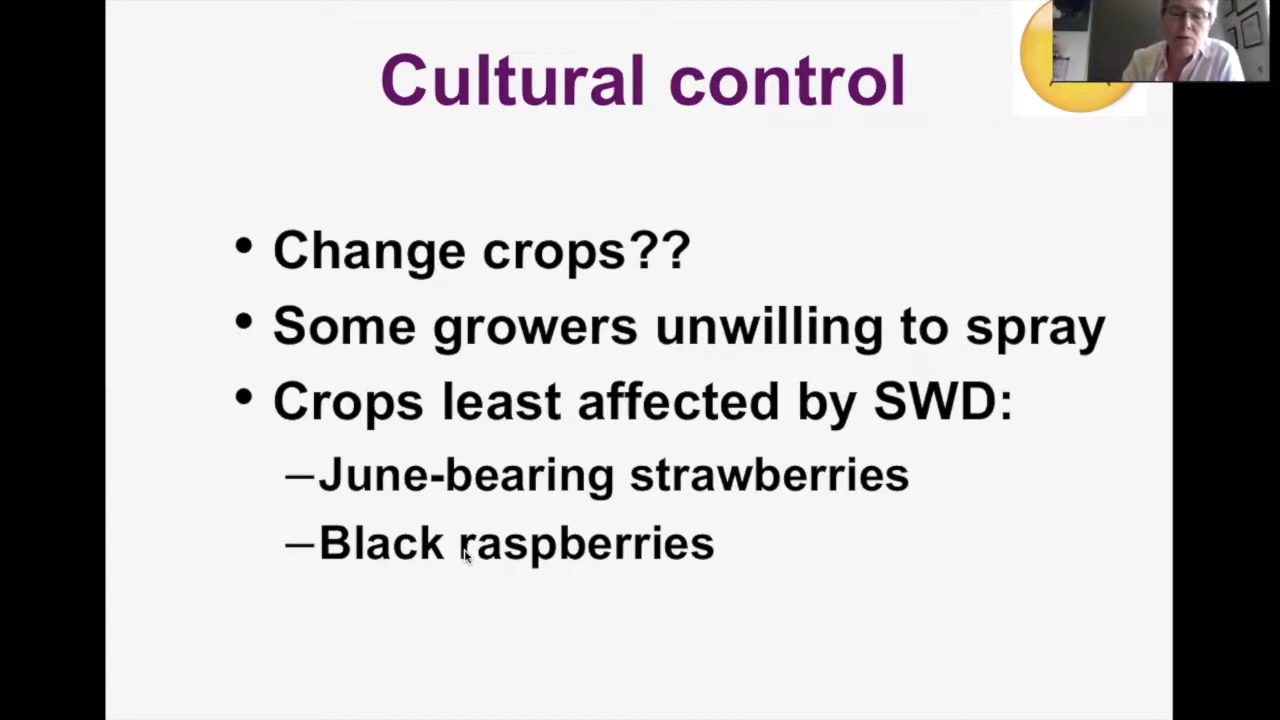 Cultural control
• Change crops??
• Some growers unwilling to spray
• Crops least affected by SWD:
–June-bearing strawberries
–Black raspberries